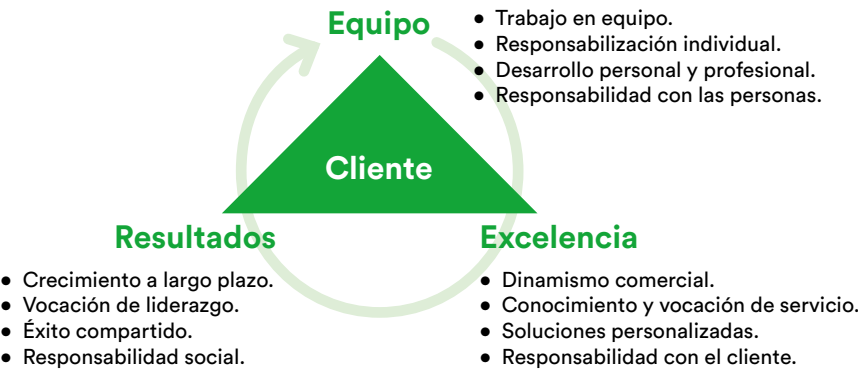 Equipo
● Trabajo en equipo.
● Responsabilización individual.
● Desarrollo personal y profesional.
● Responsabilidad con las personas.
Cliente
Resultados
● Crecimiento a largo plazo.
● Vocación de liderazgo.
● Éxito compartido.
● Responsabilidad social.
Excelencia
● Dinamismo comercial.
● Conocimiento y vocación de servicio.
● Soluciones personalizadas.
● Responsabilidad con el cliente.